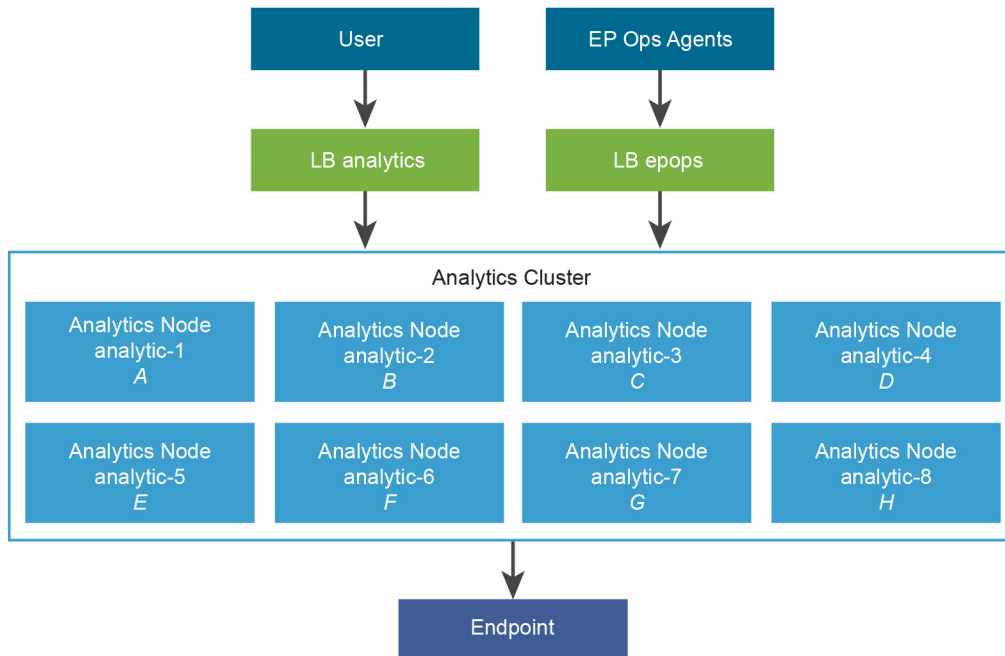 User
EP Ops Agents
LB analytics
LB epops
Analytics Cluster
Analytics Node
analytic-1
A
Analytics Node
analytic-2
B
Analytics Node
analytic-3
C
Analytics Node
analytic-4
D
Analytics Node
analytic-5
E
Analytics Node
analytic-6
F
Analytics Node
analytic-7
G
Analytics Node
analytic-8
H
Endpoint